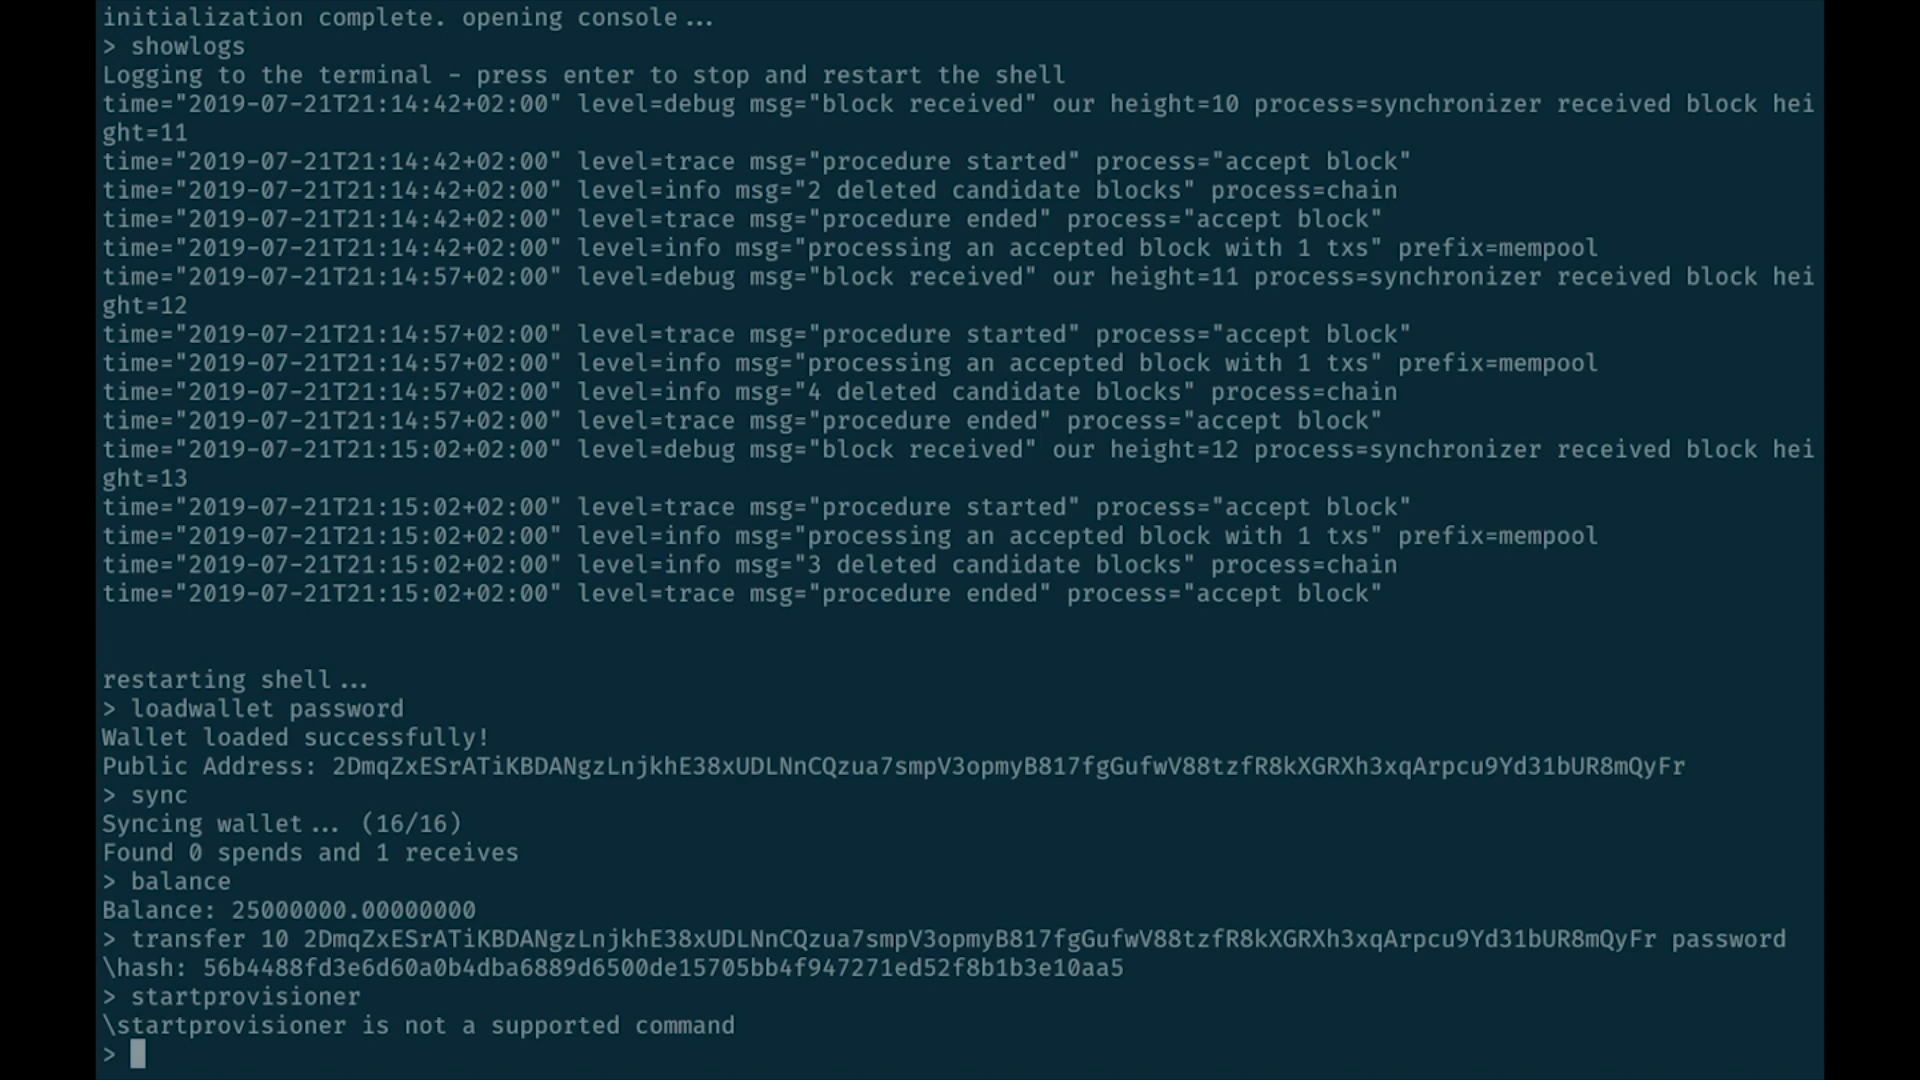 initialization complete. opening console...
> showlogs
Logging to the terminal - press enter to stop and restart the shell
time="2019-07-21T21:14:42+02:00" level=debug msg="block received" our height=10 process=synchronizer received block hei
ght=11
time="2019-07-21T21:14:42+02:00" level=trace msg="procedure started" process="accept block"
time="2019-07-21T21:14:42+02:00" level=info msg="2 deleted candidate blocks" process=chain
time="2019-07-21T21:14:42+02:00" level=trace msg="procedure ended" process="accept block"
time="2019-07-21T21:14:42+02:00" level=info msg="processing an accepted block with 1 txs" prefix=mempool
time="2019-07-21T21:14:57+02:00" level=debug msg="block received" our height=11 process=synchronizer received block hei
ght=12
time="2019-07-21T21:14:57+02:00" level=trace msg="procedure started" process="accept block"
time="2019-07-21T21:14:57+02:00" level=info msg="processing an accepted block with 1 txs" prefix=mempool
time="2019-07-21T21:14:57+02:00" level=info msg="4 deleted candidate blocks" process=chain
time="2019-07-21T21:14:57+02:00" level=trace msg="procedure ended" process="accept block"
time="2019-07-21T21:15:02+02:00" level=debug msg="block received" our height=12 process=synchronizer received block hei
ght=13
time="2019-07-21T21:15:02+02:00" level=trace msg="procedure started" process="accept block"
time="2019-07-21T21:15:02+02:00" level=info msg="processing an accepted block with 1 txs" prefix=mempool
time="2019-07-21T21:15:02+02:00" level=info msg="3 deleted candidate blocks" process=chain
time="2019-07-21T21:15:02+02:00" level=trace msg="procedure ended" process="accept block"
restarting shell...
> loadwallet password
Wallet loaded successfully!
Public Address: 2DmqZxESrATiKBDANgzLnjkhE38xUDLNnCQzua7smpV3opmyB817fgGufwV88tzfR8kXGRXh3xqArpcu9Yd31bUR8mQyFr
> sync
Syncing wallet... (16/16)
Found 0 spends and 1 receives
> balance
Balance: 25000000.00000000
> transfer 10 2DmqZxESrATiKBDANgzLnjkhE38xUDLNnCQzua7smpV3opmyB817fgGufwV88tzfR8kXGRXh3xqArpcu9Yd31bUR8mQyFr password
\hash: 56b4488fd3e6d60a0b4dba6889d6500de15705bb4f947271ed52f8b1b3e10aa5
> startprovisioner
\startprovisioner is not a supported command
>